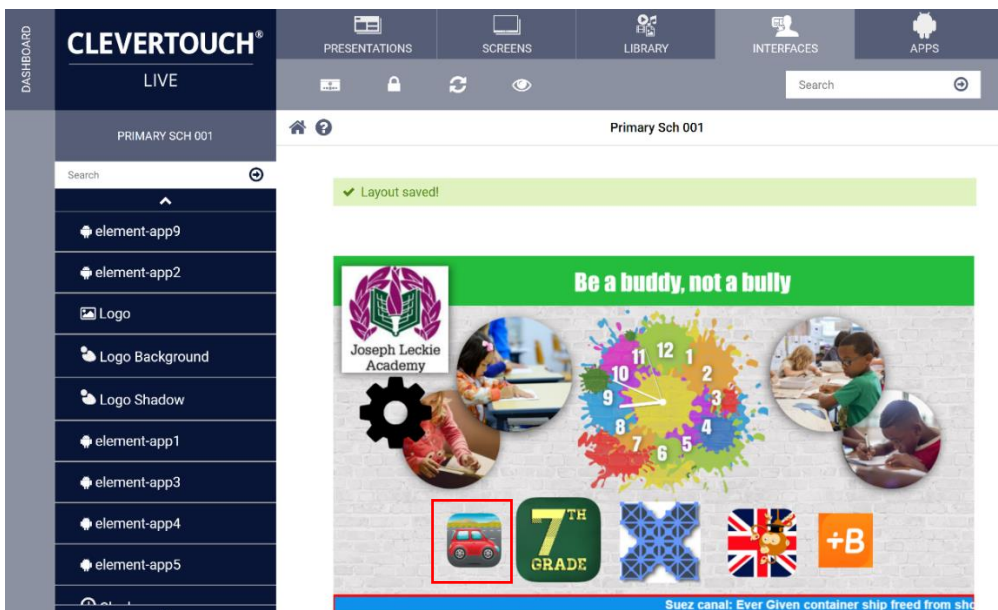 DASHBOARD
CLEVERTOUCH®
LIVE
PRESENTATIONS
SCREENS
LIBRARY
INTERFACES
APPS
Search
PRIMARY SCH 001
Primary Sch 001
Search
Layout saved!
element-app9
element-app2
Logo
Logo Background
Logo Shadow
element-app1
element-app3
element-app4
element-app5
Be a buddy, not a bully
Joseph Leckie
Academy
12
1
2
3
4
5
6
7
8
9
10
11
7TH
GRADE
÷B
Suez canal: Ever Given container ship freed from